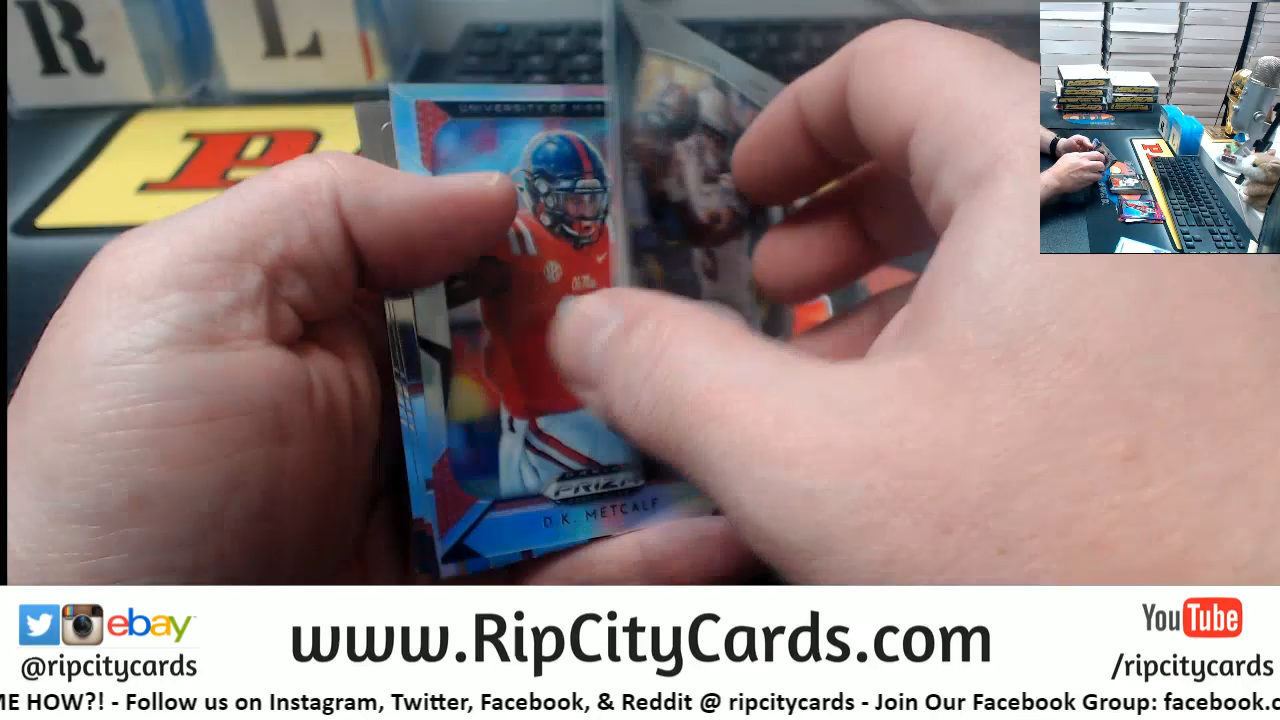 R L
P
UNIVERSITY OF
Ole Miss
PRIZM
D.K. METCALF
ebay
www.RipCityCards.com
YouTube
@ripcitycards
/ripcitycards
ME HOW?! - Follow us on Instagram, Twitter, Facebook, & Reddit @ ripcitycards - Join Our Facebook Group: facebook.c